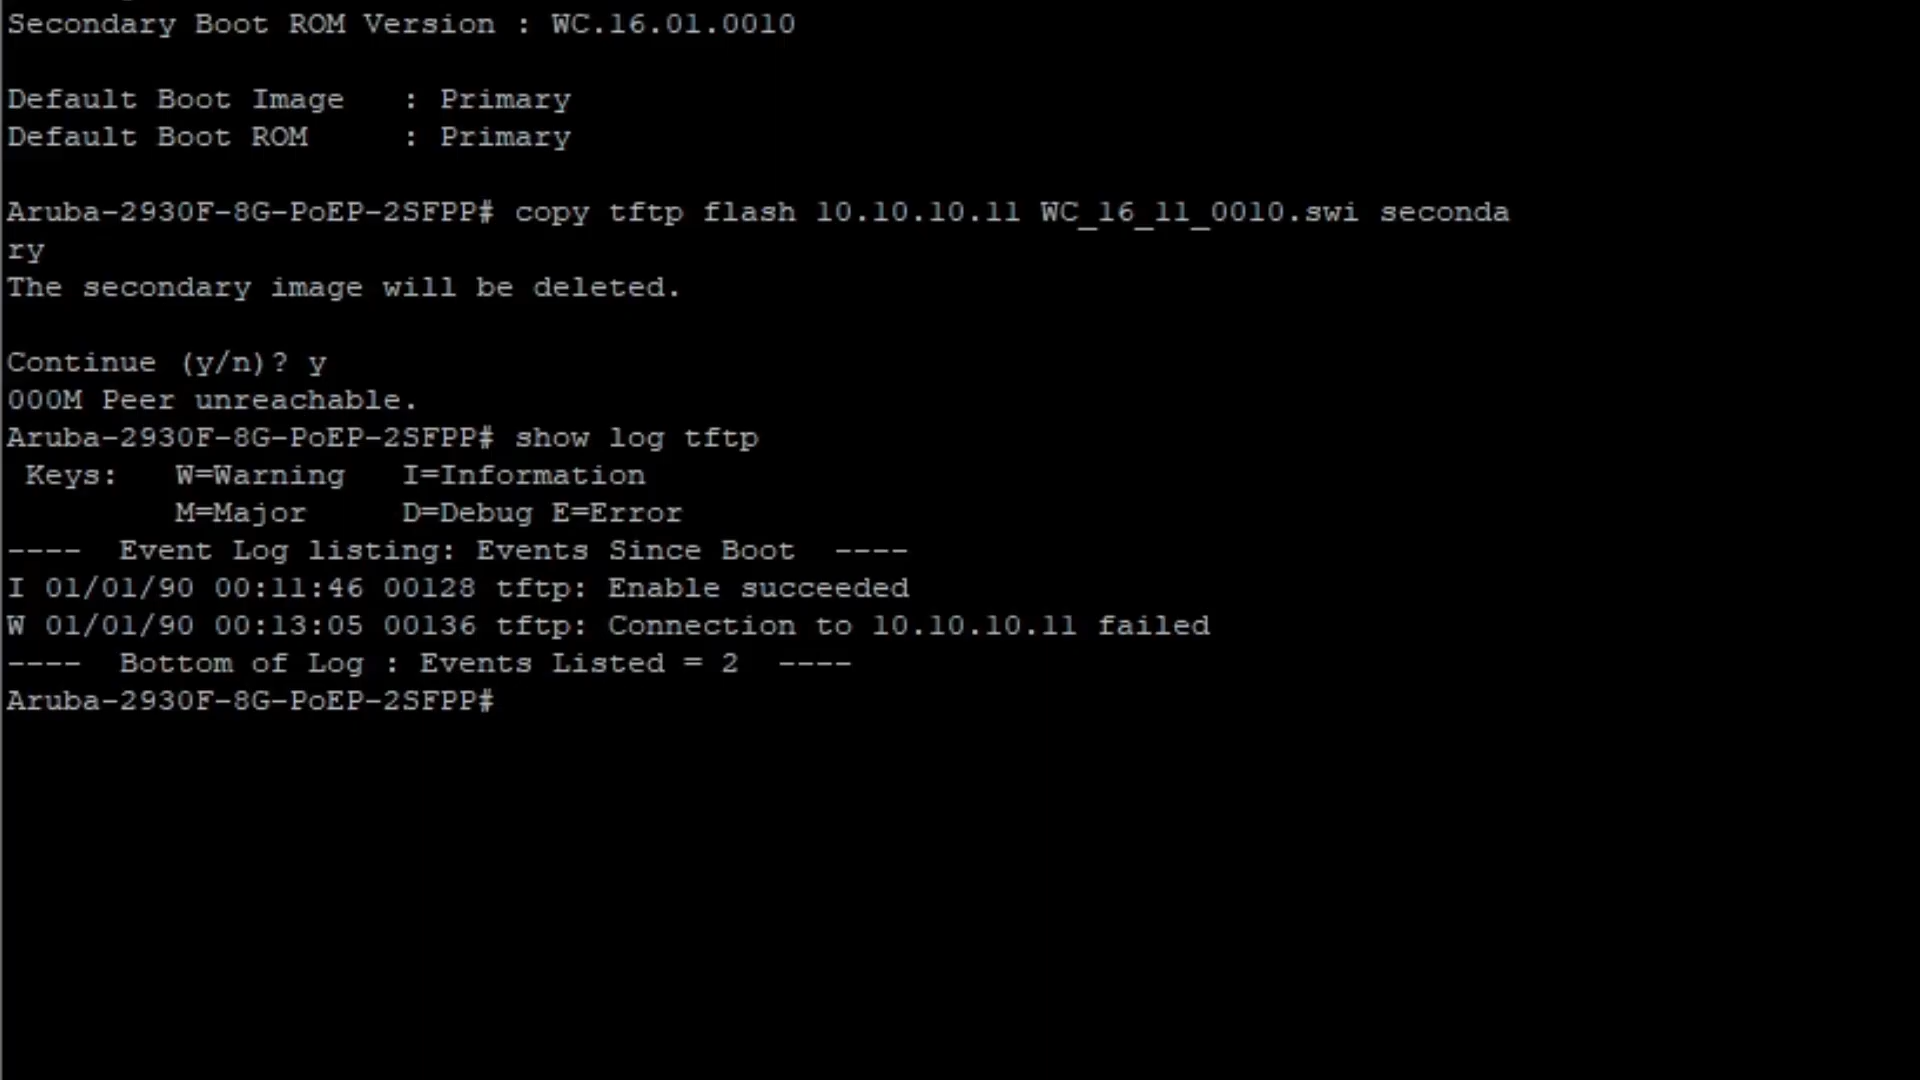 Secondary Boot ROM Version : WC.16.01.0010
Default Boot Image   : Primary
Default Boot ROM     : Primary
Aruba-2930F-8G-PoEP-2SFPP# copy tftp flash 10.10.10.11 WC_16_11_0010.swi seconda
ry
The secondary image will be deleted.
Continue (y/n)? y
000M Peer unreachable.
Aruba-2930F-8G-PoEP-2SFPP# show log tftp
 Keys:   W=Warning   I=Information
         M=Major     D=Debug E=Error
----  Event Log listing: Events Since Boot  ----
I 01/01/90 00:11:46 00128 tftp: Enable succeeded
W 01/01/90 00:13:05 00136 tftp: Connection to 10.10.10.11 failed
----  Bottom of Log : Events Listed = 2  ----
Aruba-2930F-8G-PoEP-2SFPP#